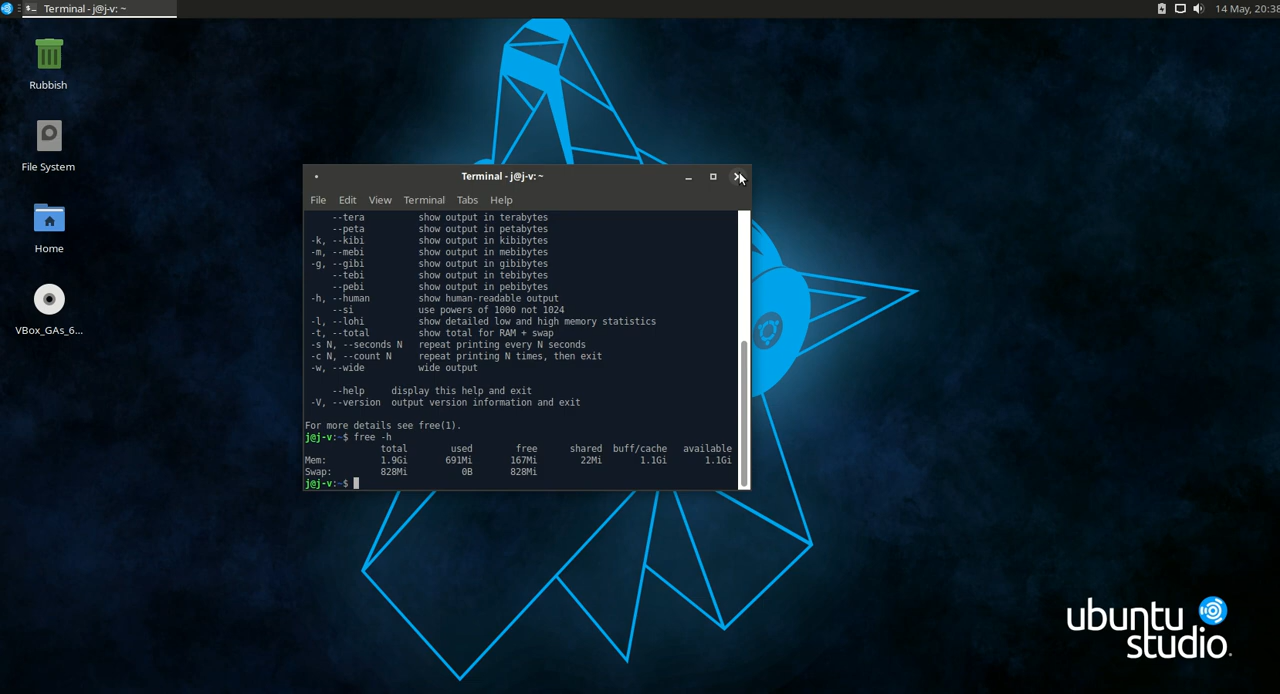 Terminal - j@j-v: ~
14 May, 20:38
Rubbish
File System
Home
VBox_GAs_6...
Terminal - j@j-v: ~
File Edit View Terminal Tabs Help
--tera show output in terabytes
--peta show output in petabytes
-k, --kibi show output in kibibytes
-m, --mebi show output in mebibytes
-g, --gibi show output in gibibytes
--tebi show output in tebibytes
--pebi show output in pebibytes
-h, --human show human-readable output
--si use powers of 1000 not 1024
-l, --lohi show detailed low and high memory statistics
-t, --total show total for RAM + swap
-s N, --seconds N repeat printing every N seconds
-c N, --count N repeat printing N times, then exit
-w, --wide wide output
--help display this help and exit
-V, --version output version information and exit
For more details see free(1).
j@j-v:~$ free -h
total used free shared buff/cache available
Mem: 1.9Gi 691Mi 167Mi 22Mi 1.1Gi 1.1Gi
Swap: 828Mi 0B 828Mi
j@j-v:~$
ubuntu
studio